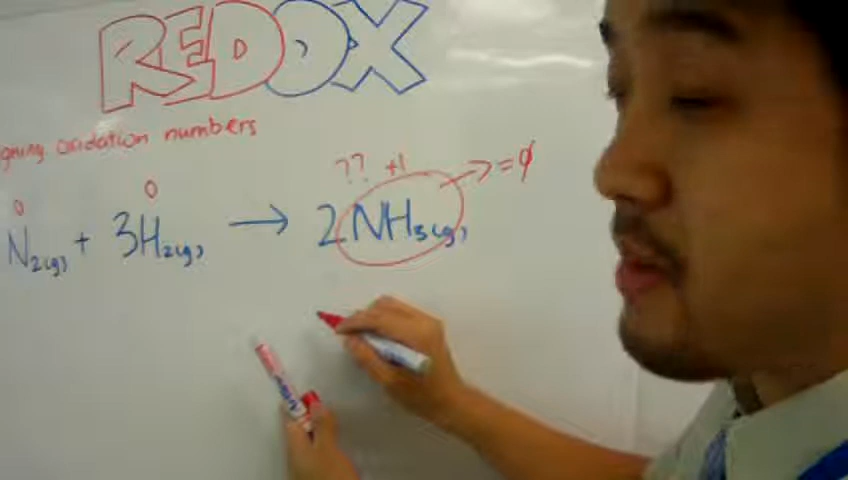 REDOX
gning oxidation numbers
0 0 ?? +1 = 0
N2(g) + 3H2(g) → 2NH3(g)